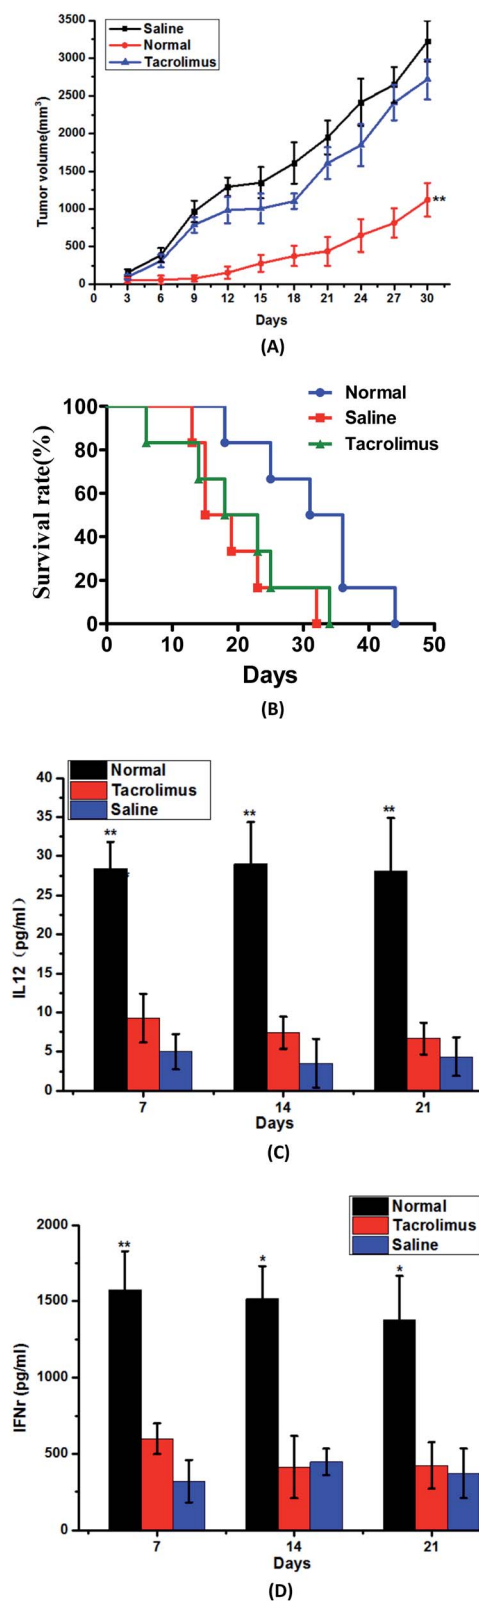 Saline
Normal
Tacrolimus
3500
3000
2500
2000
1500
1000
500
0
Tumor volume(mm³)
**
0 3 6 9 12 15 18 21 24 27 30
Days
(A)
Normal
Saline
Tacrolimus
100
80
60
40
20
0
Survival rate(%)
0 10 20 30 40 50
Days
(B)
Normal
Tacrolimus
Saline
40
35
30
25
20
15
10
5
0
IL12 (pg/ml)
** ** **
7 14 21
Days
(C)
Normal
Tacrolimus
Saline
2000
1500
1000
500
0
IFNr (pg/ml)
** * *
7 14 21
Days
(D)